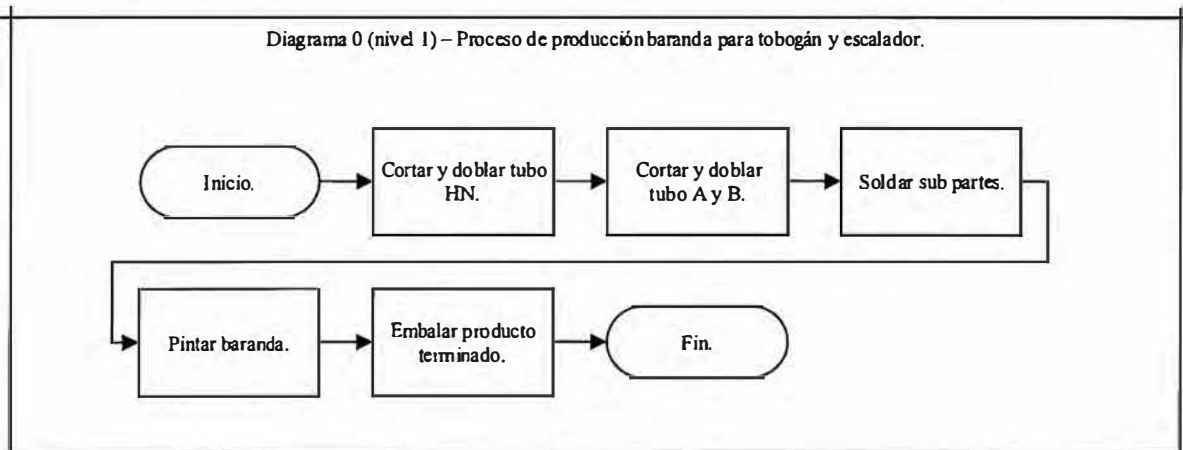 Diagrama 0 (nivel 1) – Proceso de producción baranda para tobogán y escalador.
Inicio.
Cortar y doblar tubo
HN.
Cortar y doblar
tubo A y B.
Soldar sub partes.
Pintar baranda.
Embalar producto
terminado.
Fin.